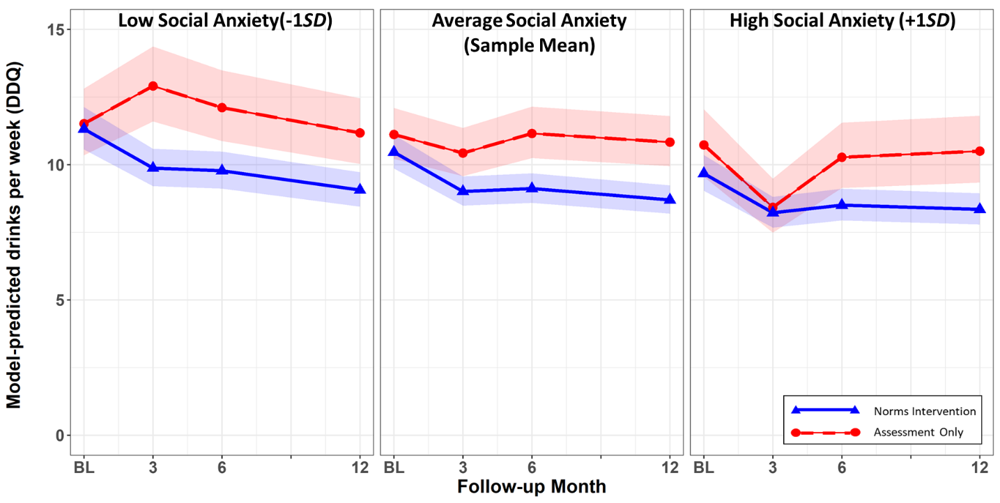 Low Social Anxiety(-1SD)
Average Social Anxiety
(Sample Mean)
High Social Anxiety (+1SD)
Model-predicted drinks per week (DDQ)
15
10
5
0
BL 3 6 12
BL 3 6 12
BL 3 6 12
Follow-up Month
Norms Intervention
Assessment Only